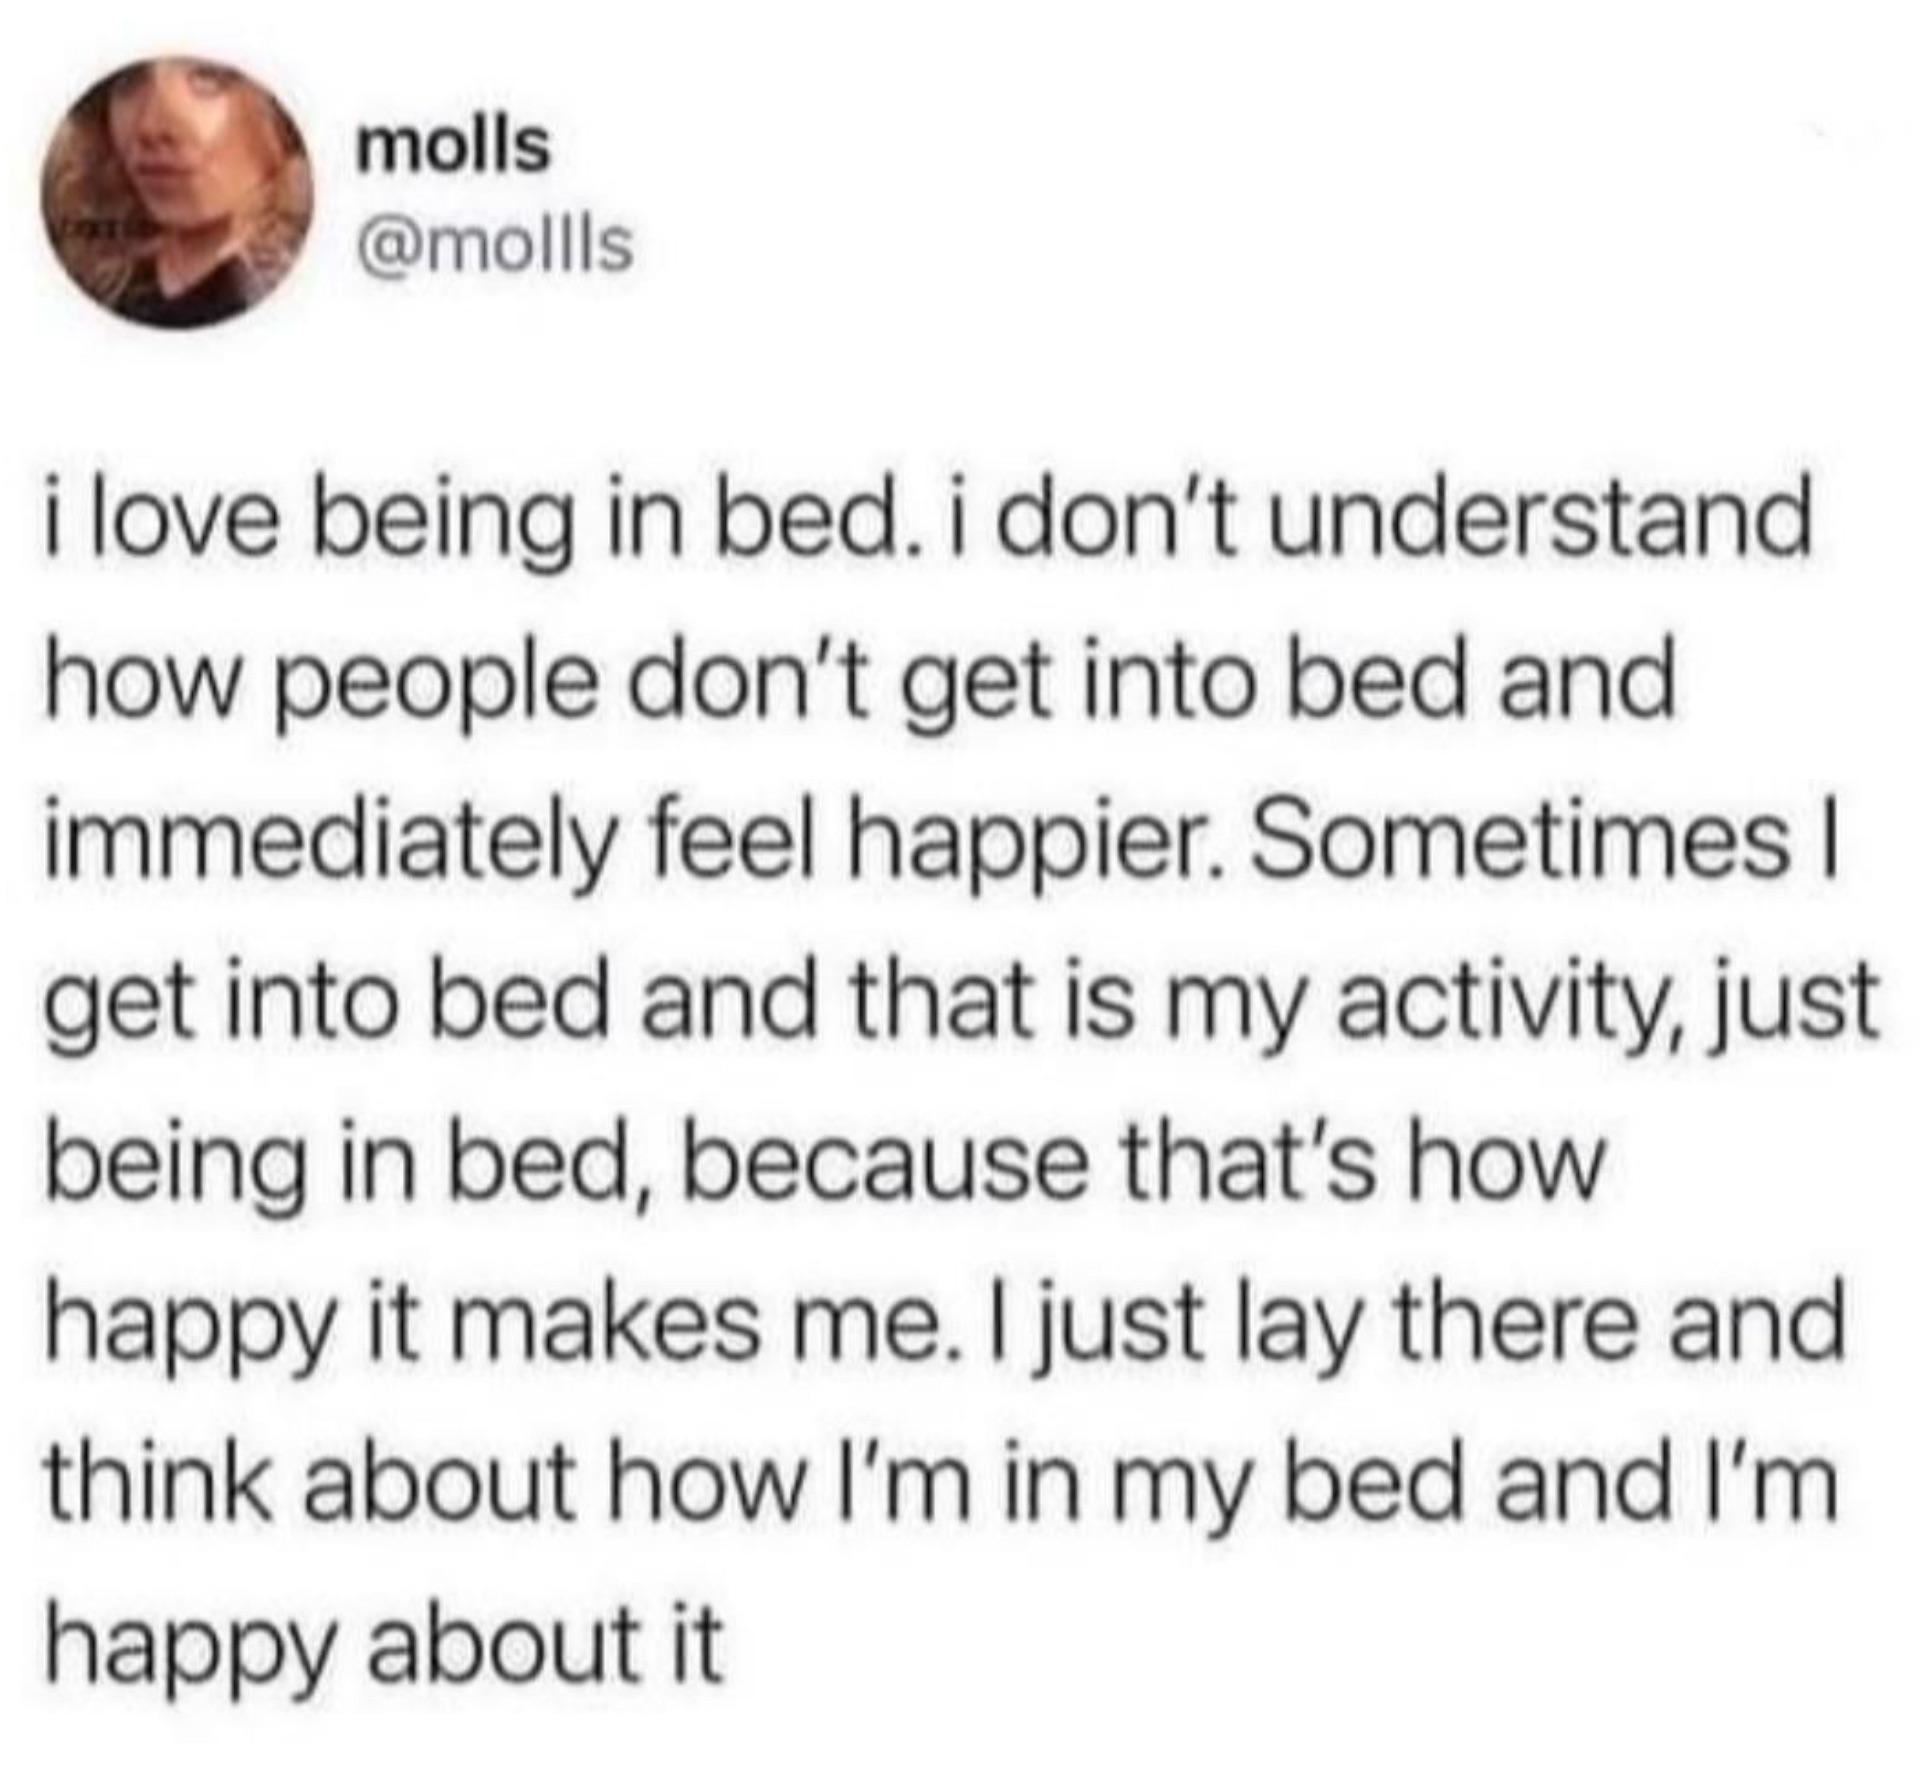 molls
@mollls
i love being in bed. i don't understand
how people don't get into bed and
immediately feel happier. Sometimes I
get into bed and that is my activity, just
being in bed, because that's how
happy it makes me. I just lay there and
think about how I'm in my bed and I'm
happy about it